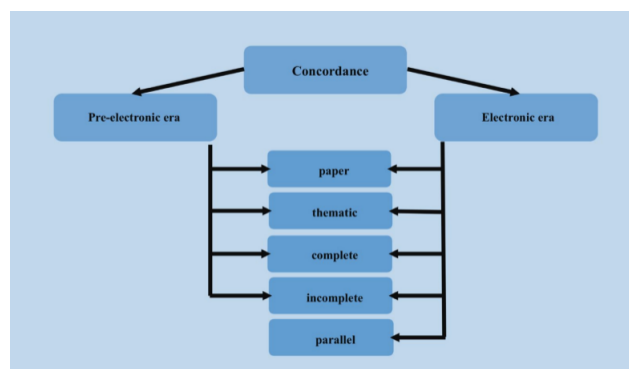 Concordance
Pre-electronic era
Electronic era
paper
thematic
complete
incomplete
parallel